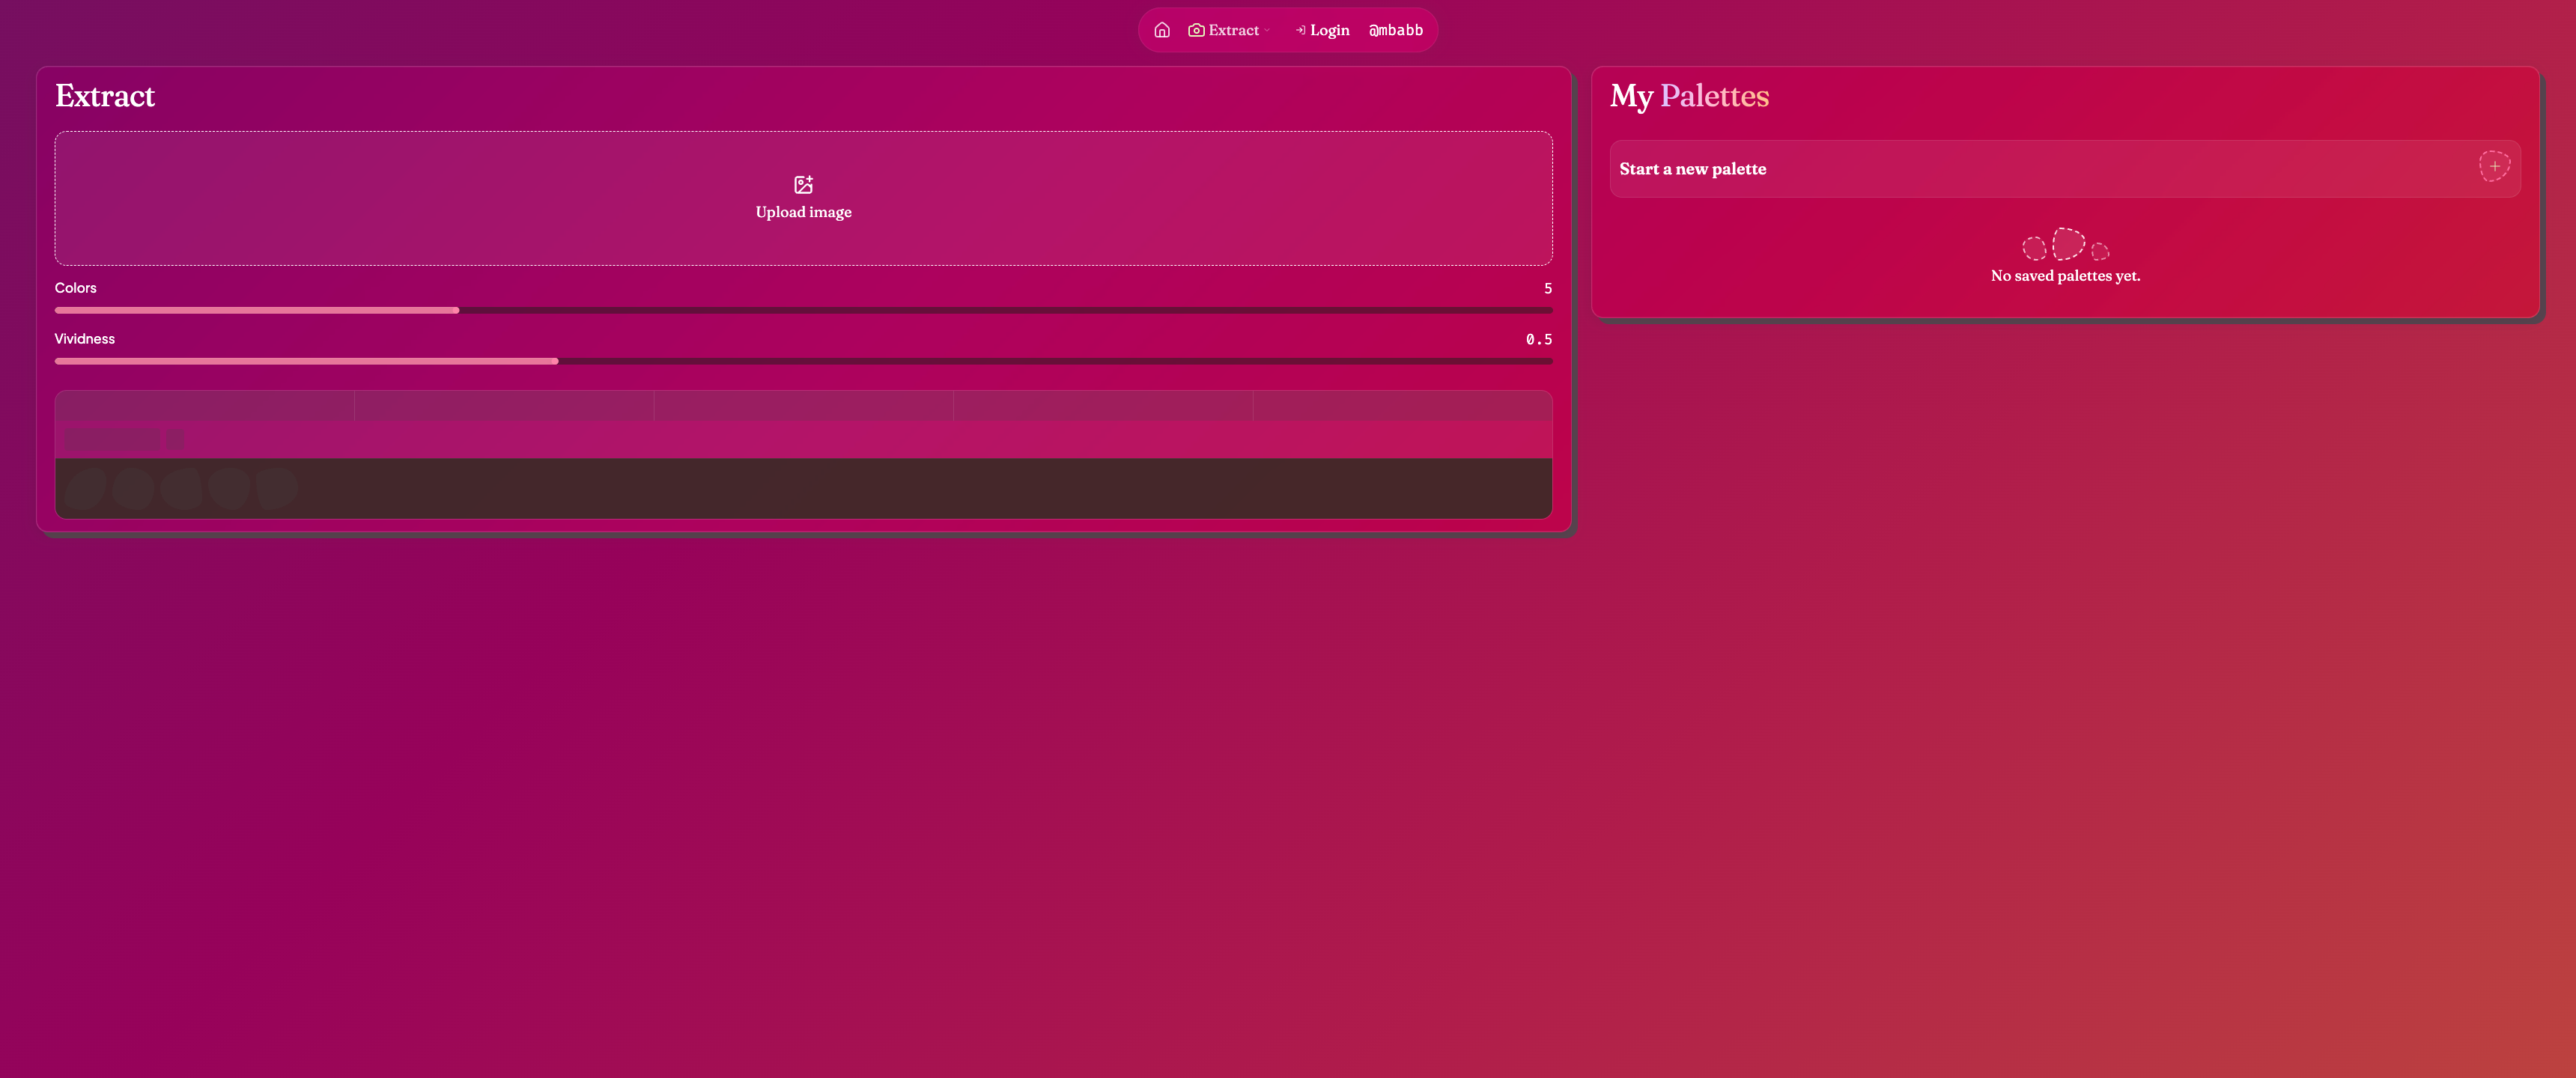 Extract Login @mbabb
Extract
Upload image
Colors 5
Vividness 0.5
My Palettes
Start a new palette
No saved palettes yet.